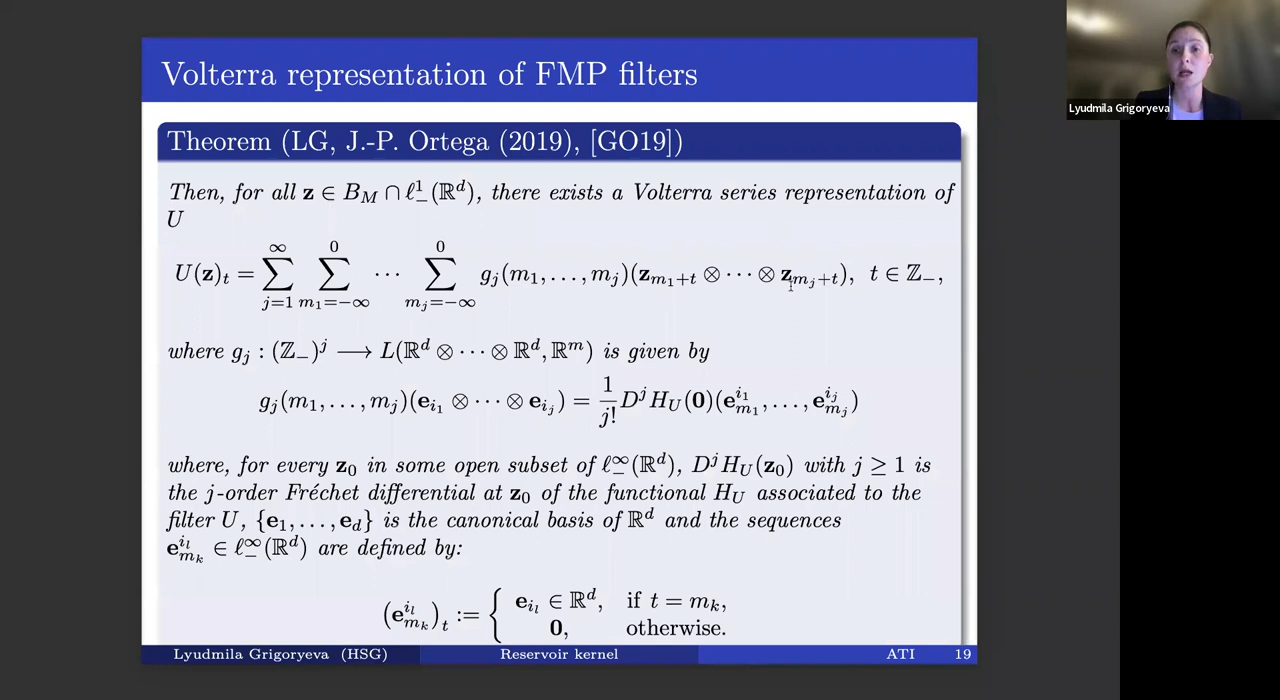 Volterra representation of FMP filters
Lyudmila Grigoryeva
Theorem (LG, J.-P. Ortega (2019), [GO19])
Then, for all z ∈ B_M ∩ ℓ^1_−(ℝ^d), there exists a Volterra series representation of
U
U(z)_t = ∑_{j=1}^{∞} ∑_{m_1=−∞}^{0} ⋯ ∑_{m_j=−∞}^{0} g_j(m_1, …, m_j)(z_{m_1+t} ⊗ ⋯ ⊗ z_{m_j+t}), t ∈ ℤ_−,
where g_j : (ℤ_−)^j ⟶ L(ℝ^d ⊗ ⋯ ⊗ ℝ^d, ℝ^m) is given by
g_j(m_1, …, m_j)(e_{i_1} ⊗ ⋯ ⊗ e_{i_j}) = 1/j! D^j H_U(0)(e^{i_1}_{m_1}, …, e^{i_j}_{m_j})
where, for every z_0 in some open subset of ℓ^∞_−(ℝ^d), D^j H_U(z_0) with j ≥ 1 is
the j-order Fréchet differential at z_0 of the functional H_U associated to the
filter U, {e_1, …, e_d} is the canonical basis of ℝ^d and the sequences
e^{i_l}_{m_k} ∈ ℓ^∞_−(ℝ^d) are defined by:
(e^{i_l}_{m_k})_t := { e_{i_l} ∈ ℝ^d, if t = m_k,
0, otherwise.
Lyudmila Grigoryeva (HSG) Reservoir kernel ATI 19